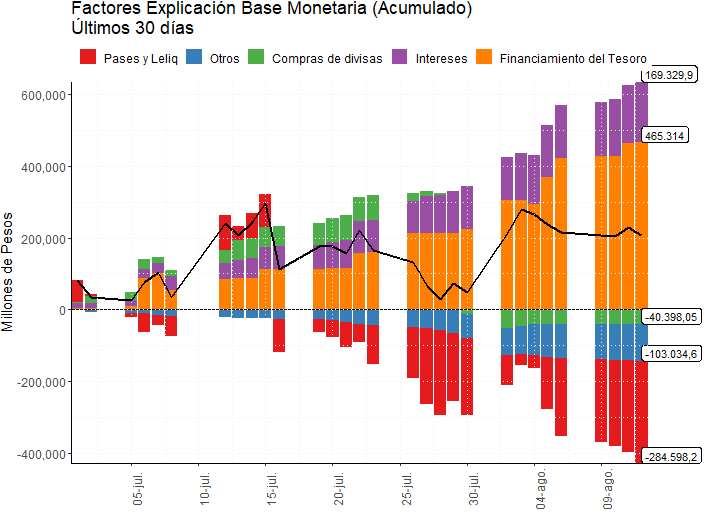 Factores Explicación Base Monetaria (Acumulado)
Últimos 30 días
Pases y Leliq Otros Compras de divisas Intereses Financiamiento del Tesoro
Millones de Pesos
600,000
400,000
200,000
0
-200,000
-400,000
169.329,9
465.314
-40.398,05
-103.034,6
-284.598,2
05-jul.
10-jul.
15-jul.
20-jul.
25-jul.
30-jul.
04-ago.
09-ago.